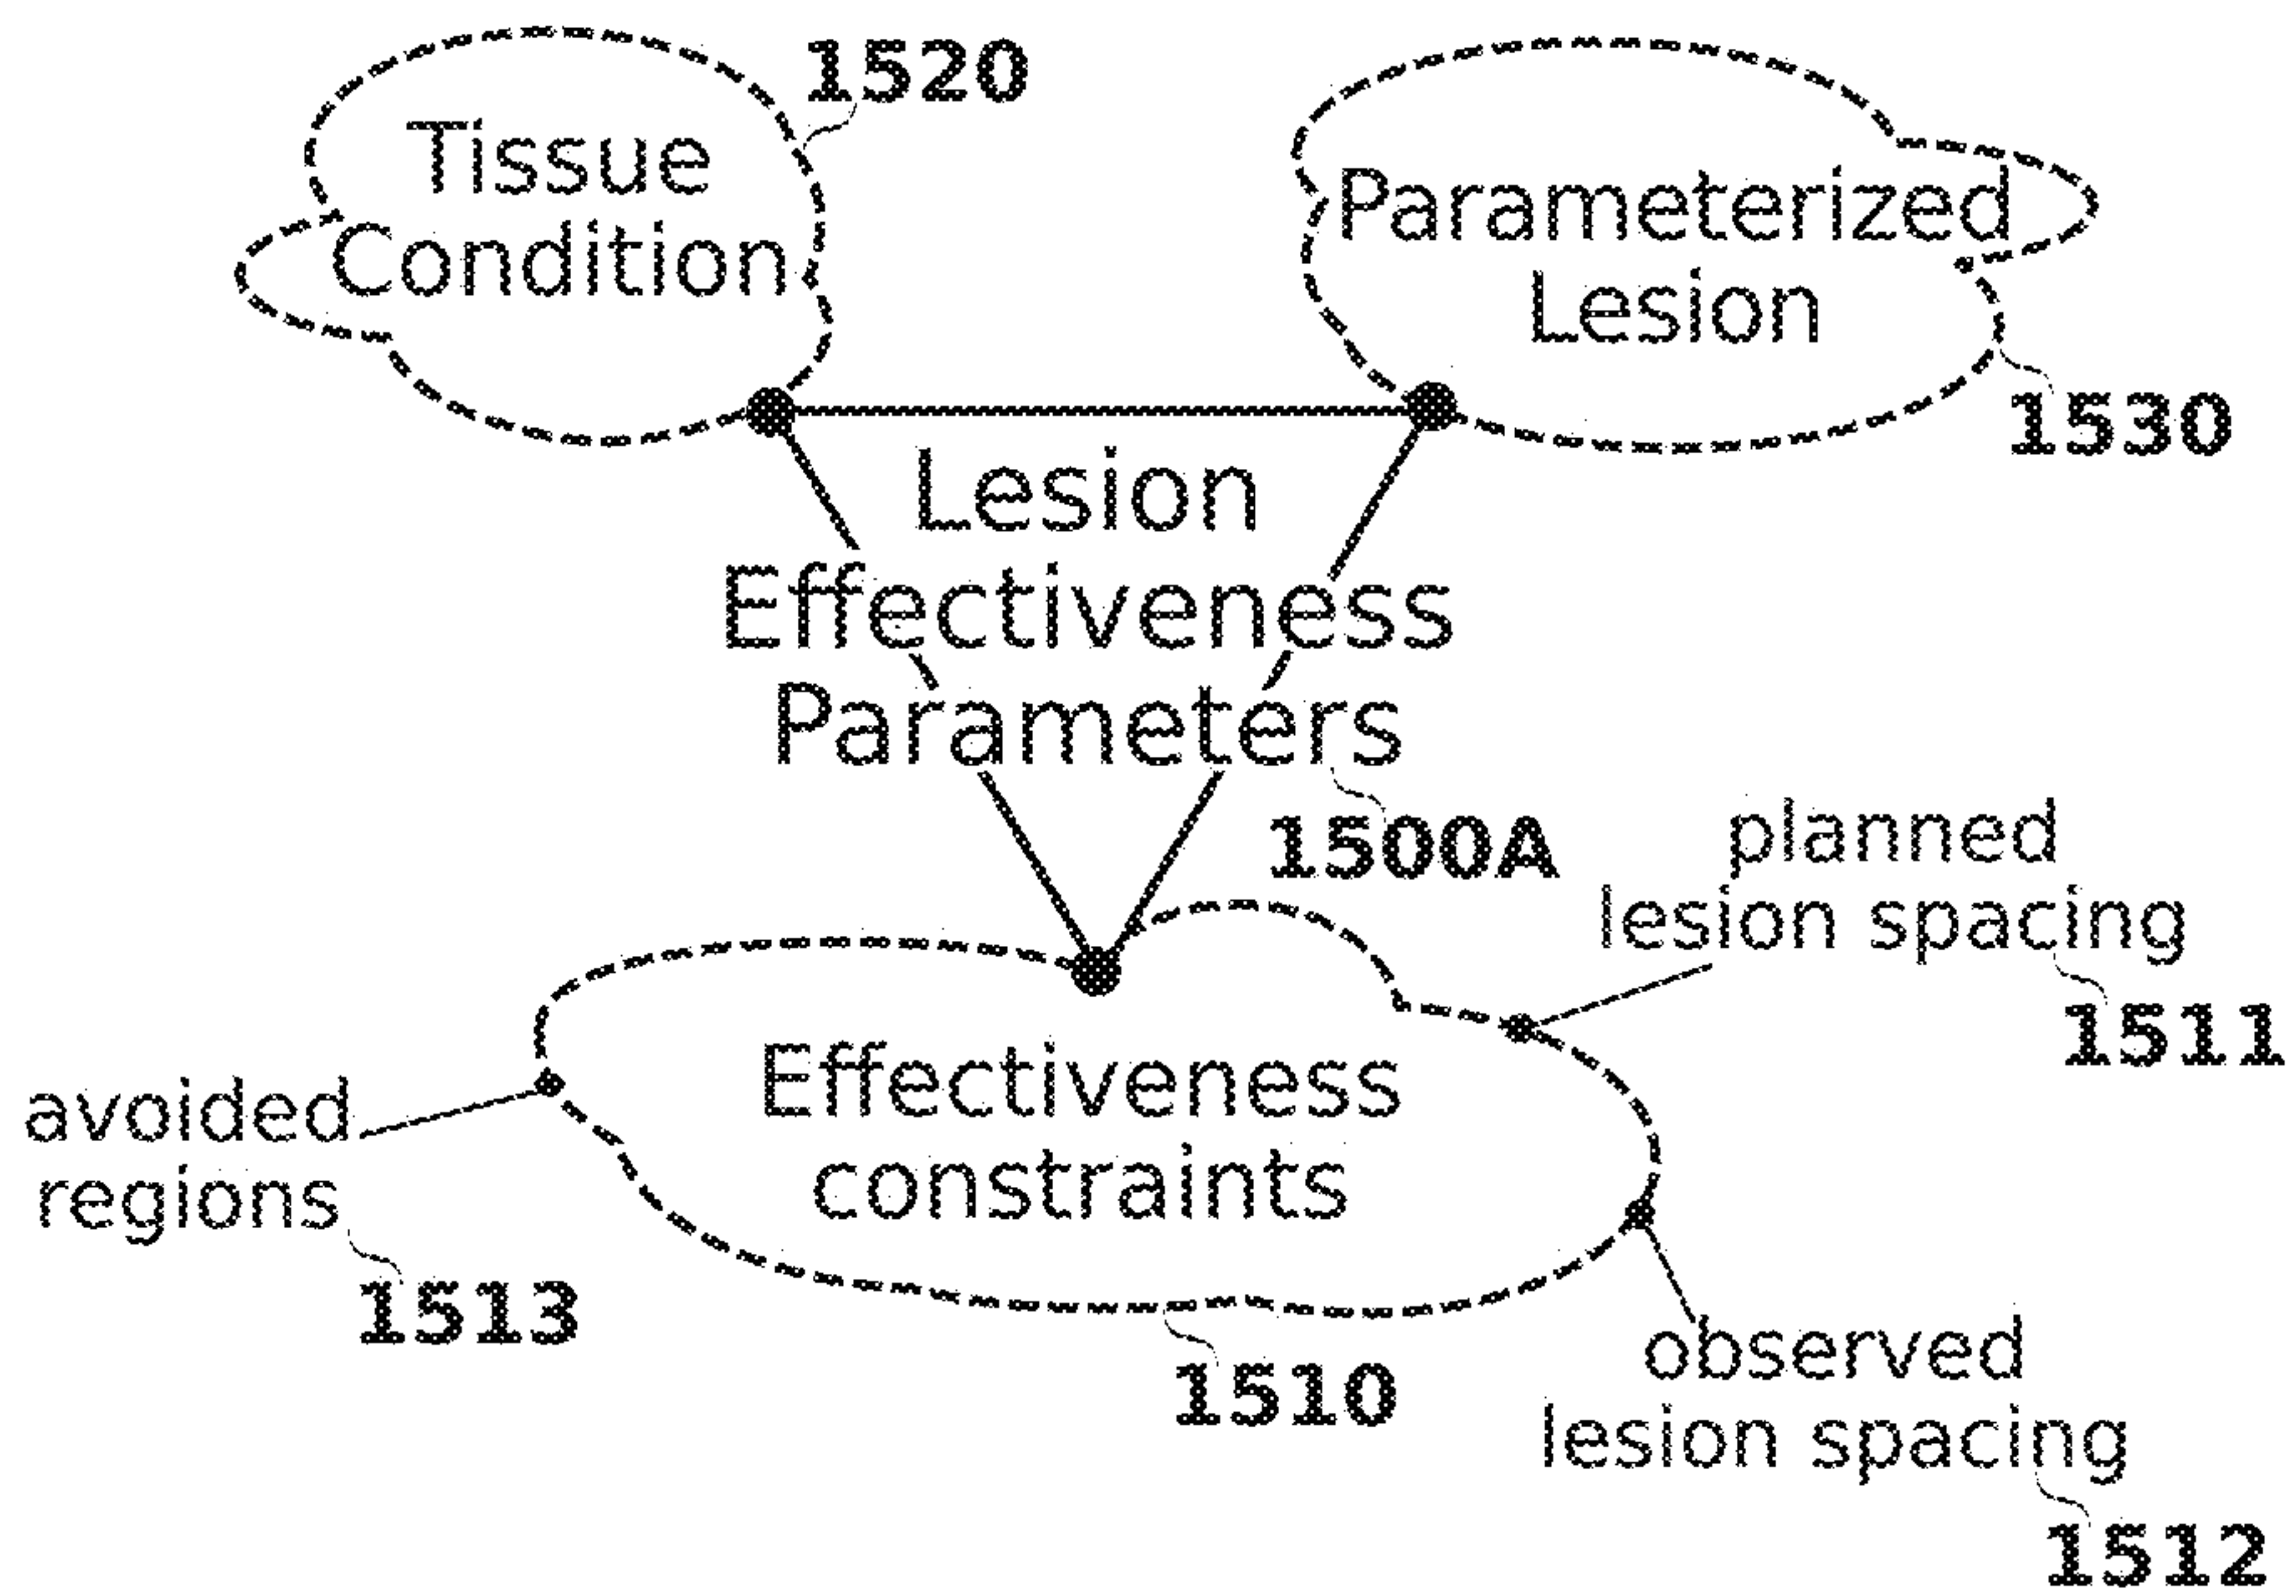 1520
Tissue
Condition
Parameterized
Lesion
1530
Lesion
Effectiveness
Parameters
1500A
planned
lesion spacing
1511
Effectiveness
constraints
avoided
regions
1513
1510
observed
lesion spacing
1512